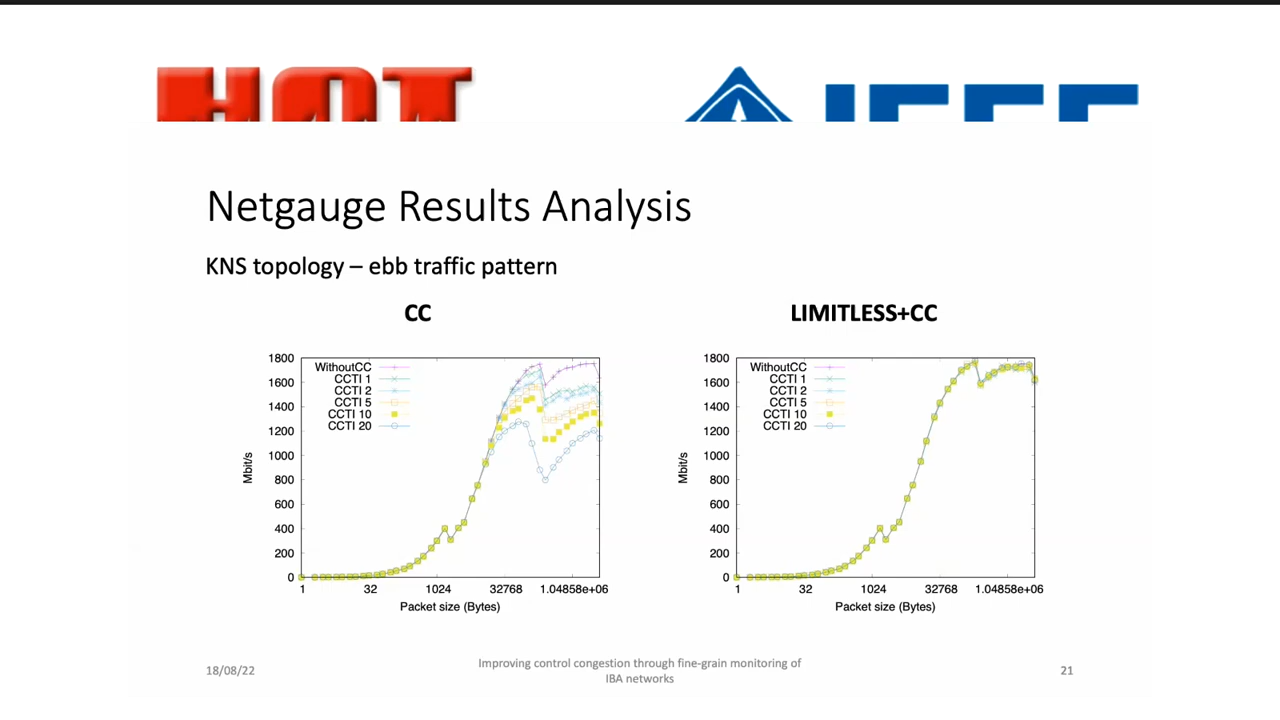 HOT
IEEE
Netgauge Results Analysis
KNS topology – ebb traffic pattern
CC
LIMITLESS+CC
1800
1600
1400
1200
1000
800
600
400
200
0
Mbit/s
WithoutCC
CCTI 1
CCTI 2
CCTI 5
CCTI 10
CCTI 20
1 32 1024 32768 1.04858e+06
Packet size (Bytes)
1800
1600
1400
1200
1000
800
600
400
200
0
Mbit/s
WithoutCC
CCTI 1
CCTI 2
CCTI 5
CCTI 10
CCTI 20
1 32 1024 32768 1.04858e+06
Packet size (Bytes)
18/08/22
Improving control congestion through fine-grain monitoring of
IBA networks
21